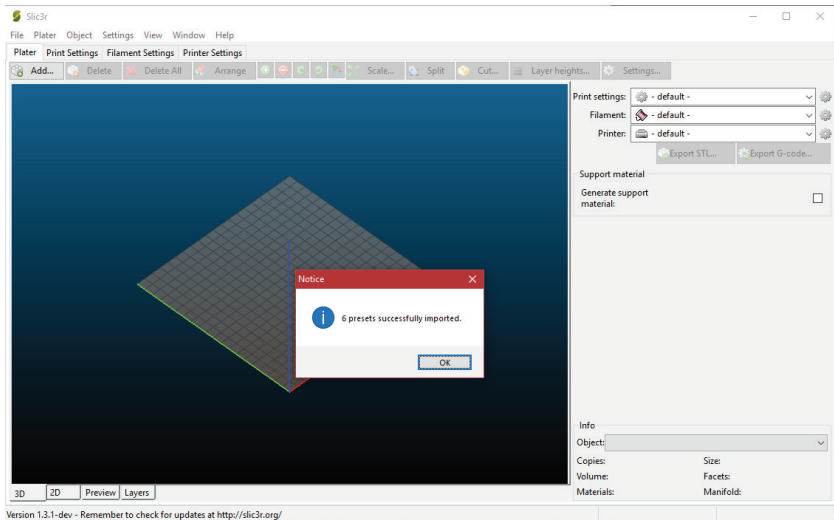 Slic3r
File Plater Object Settings View Window Help
Plater Print Settings Filament Settings Printer Settings
Add... Delete Delete All Arrange Scale... Split Cut... Layer heights... Settings...
Print settings: - default -
Filament: - default -
Printer: - default -
Export STL... Export G-code...
Support material
Generate support
material:
Notice
6 presets successfully imported.
OK
Info
Object:
Copies: Size:
Volume: Facets:
Materials: Manifold:
3D 2D Preview Layers
Version 1.3.1-dev - Remember to check for updates at http://slic3r.org/